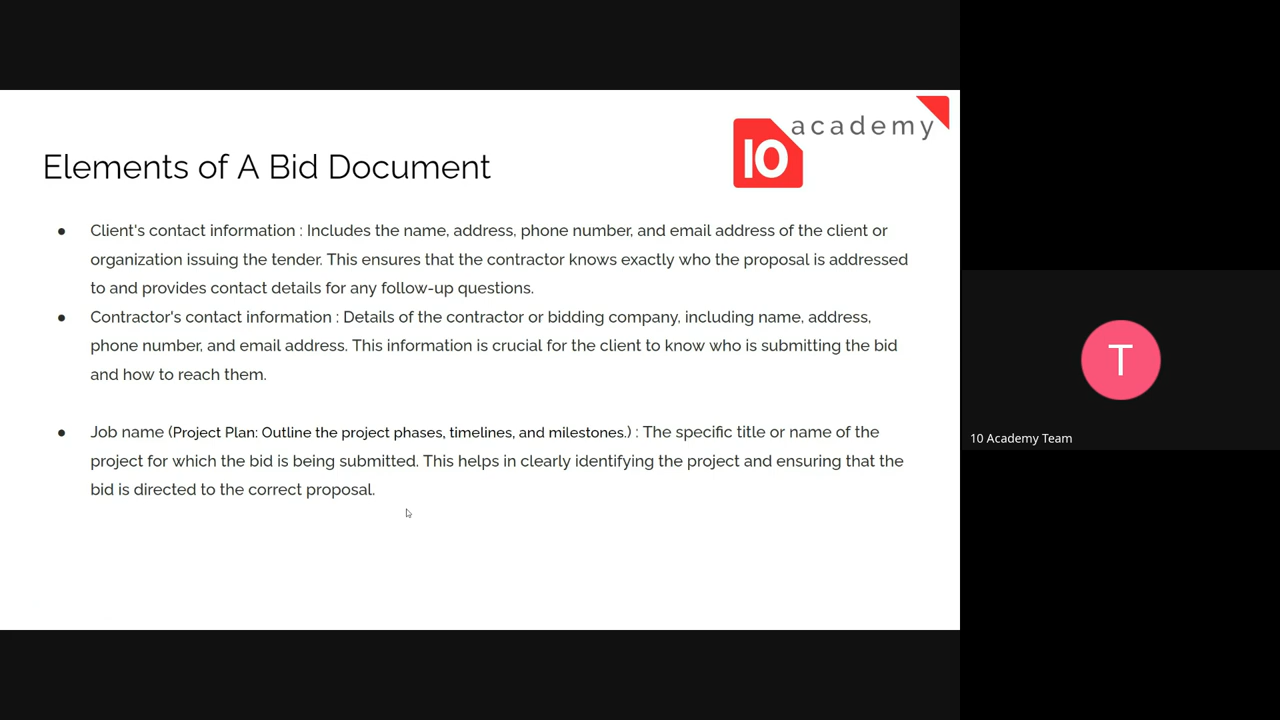 10 academy
Elements of A Bid Document
● Client's contact information : Includes the name, address, phone number, and email address of the client or
organization issuing the tender. This ensures that the contractor knows exactly who the proposal is addressed
to and provides contact details for any follow-up questions.
● Contractor's contact information : Details of the contractor or bidding company, including name, address,
phone number, and email address. This information is crucial for the client to know who is submitting the bid
and how to reach them.
● Job name (Project Plan: Outline the project phases, timelines, and milestones.) : The specific title or name of the
project for which the bid is being submitted. This helps in clearly identifying the project and ensuring that the
bid is directed to the correct proposal.
T
10 Academy Team